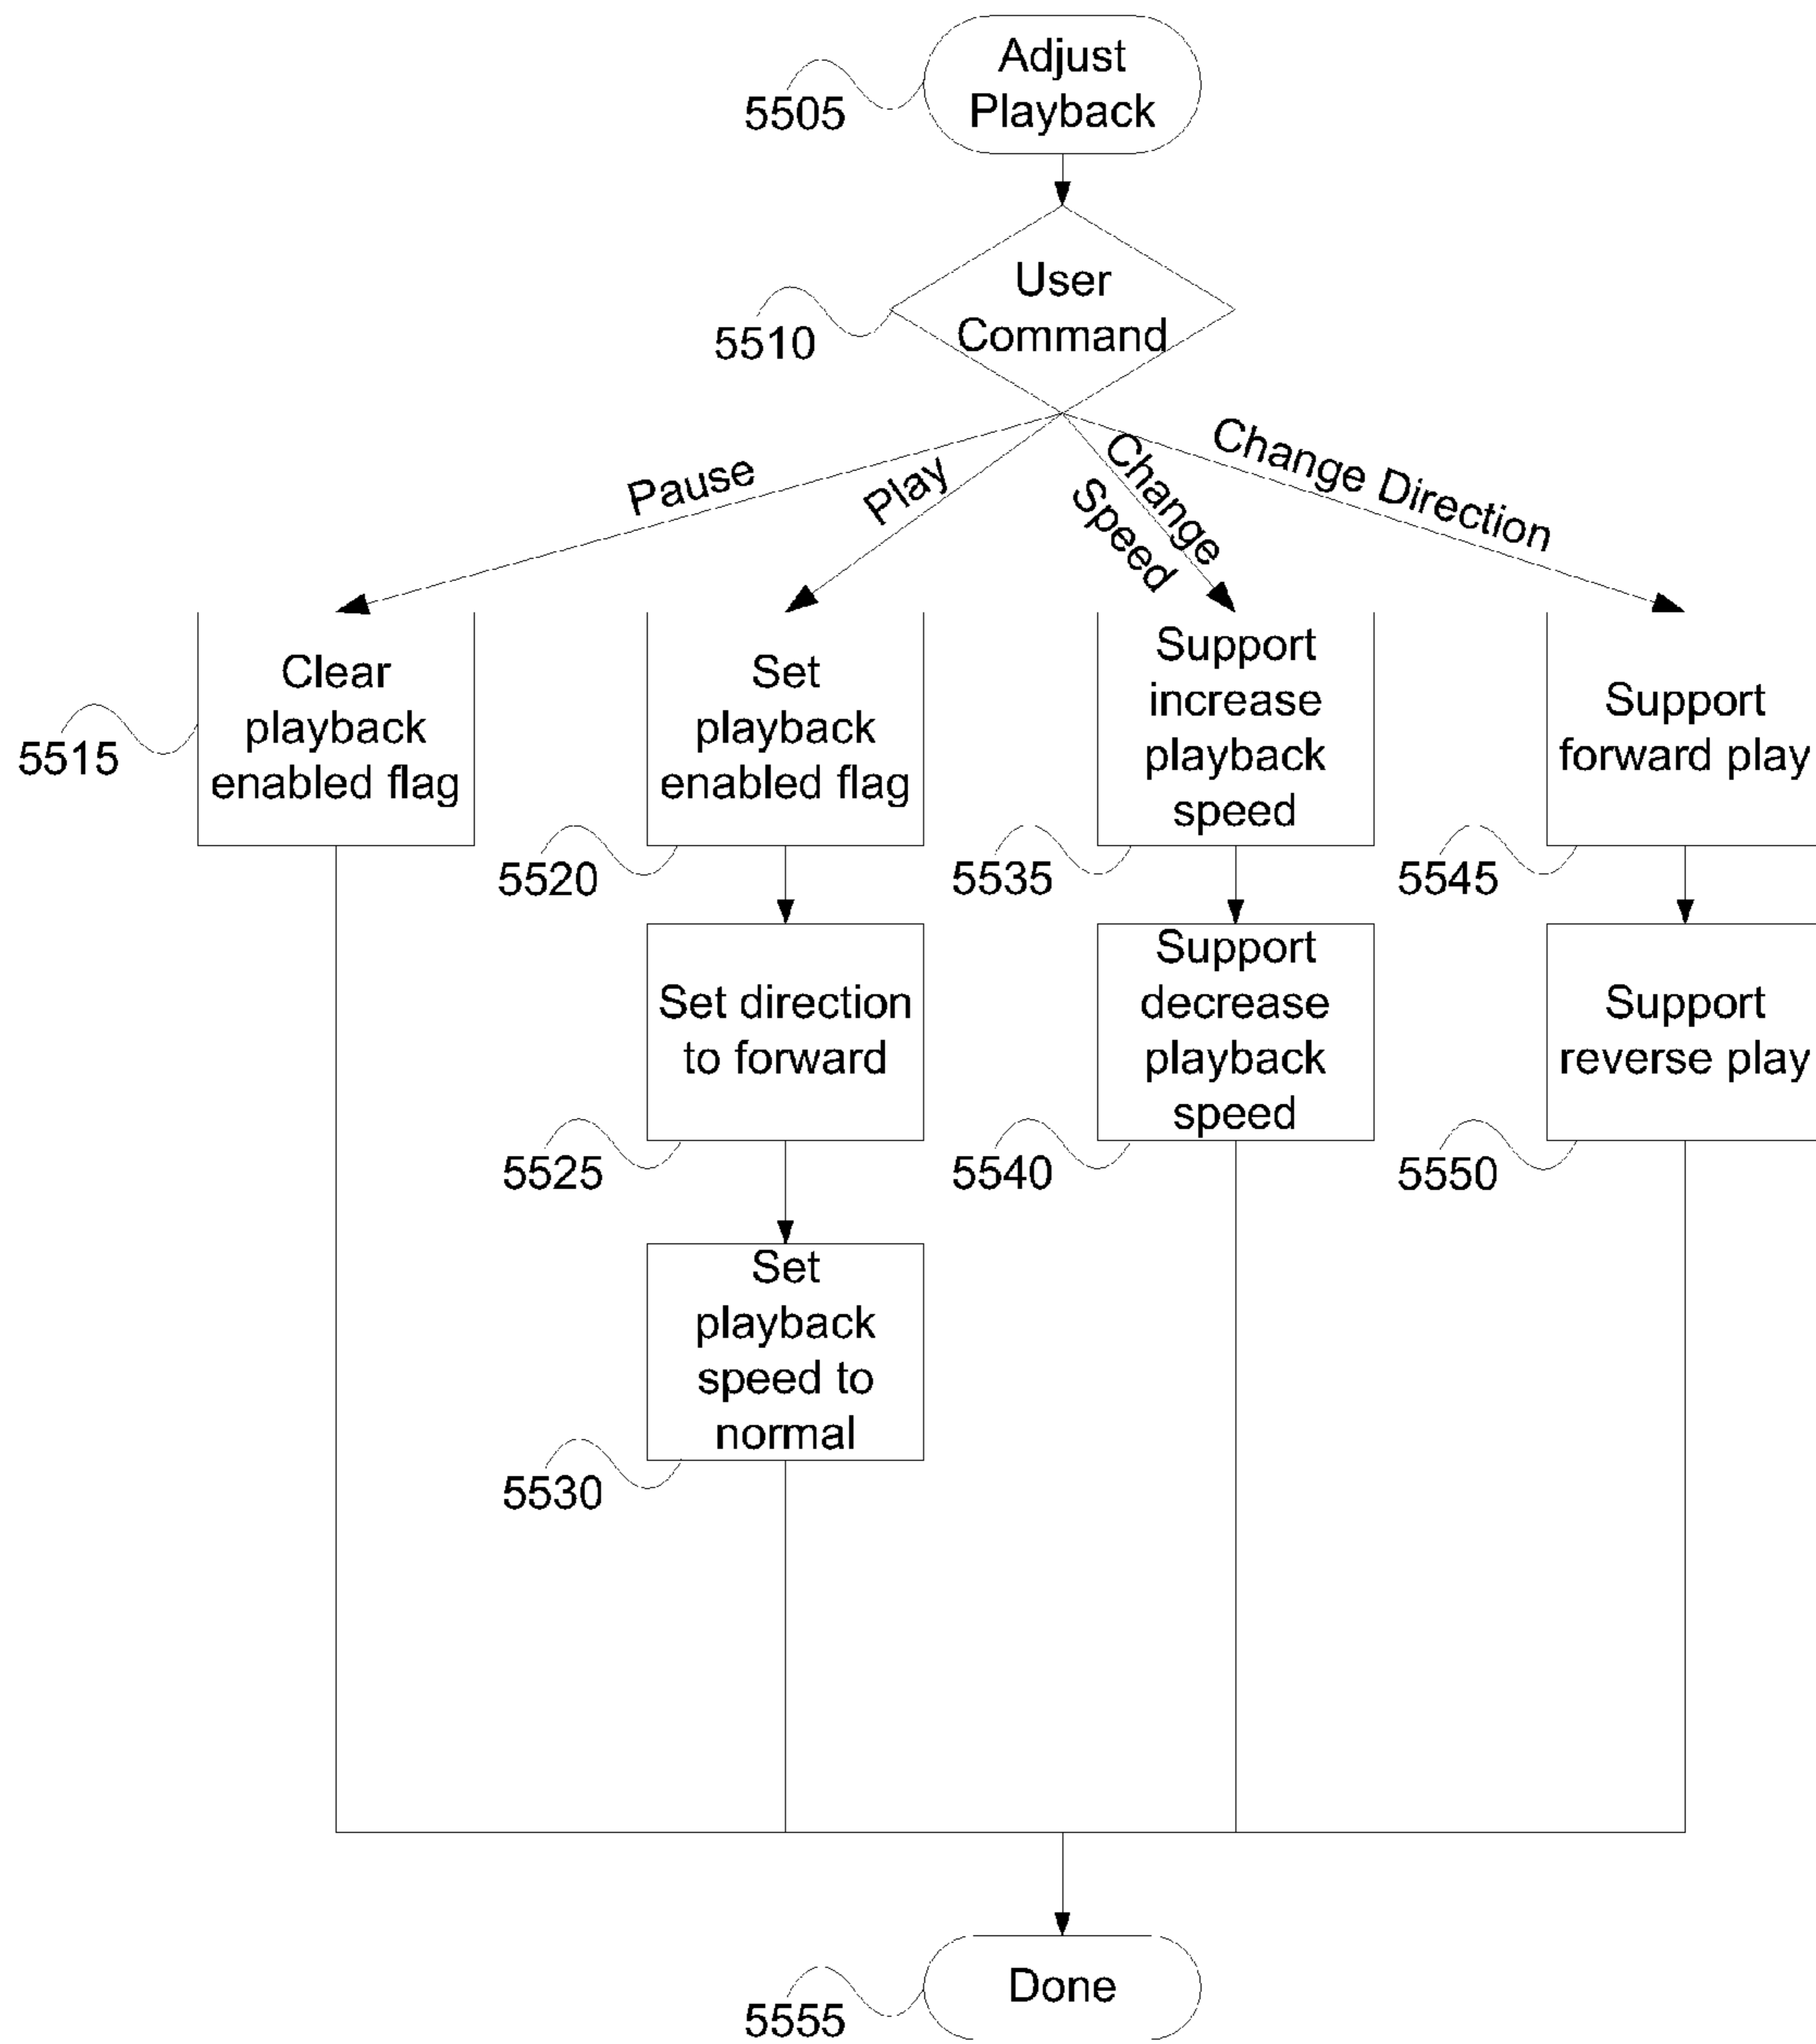 Adjust
Playback
5505
User
Command
5510
Pause
Play
Change
Speed
Change Direction
Clear
playback
enabled flag
5515
Set
playback
enabled flag
5520
Support
increase
playback
speed
5535
Support
forward play
5545
Set direction
to forward
5525
Support
decrease
playback
speed
5540
Support
reverse play
5550
Set
playback
speed to
normal
5530
Done
5555